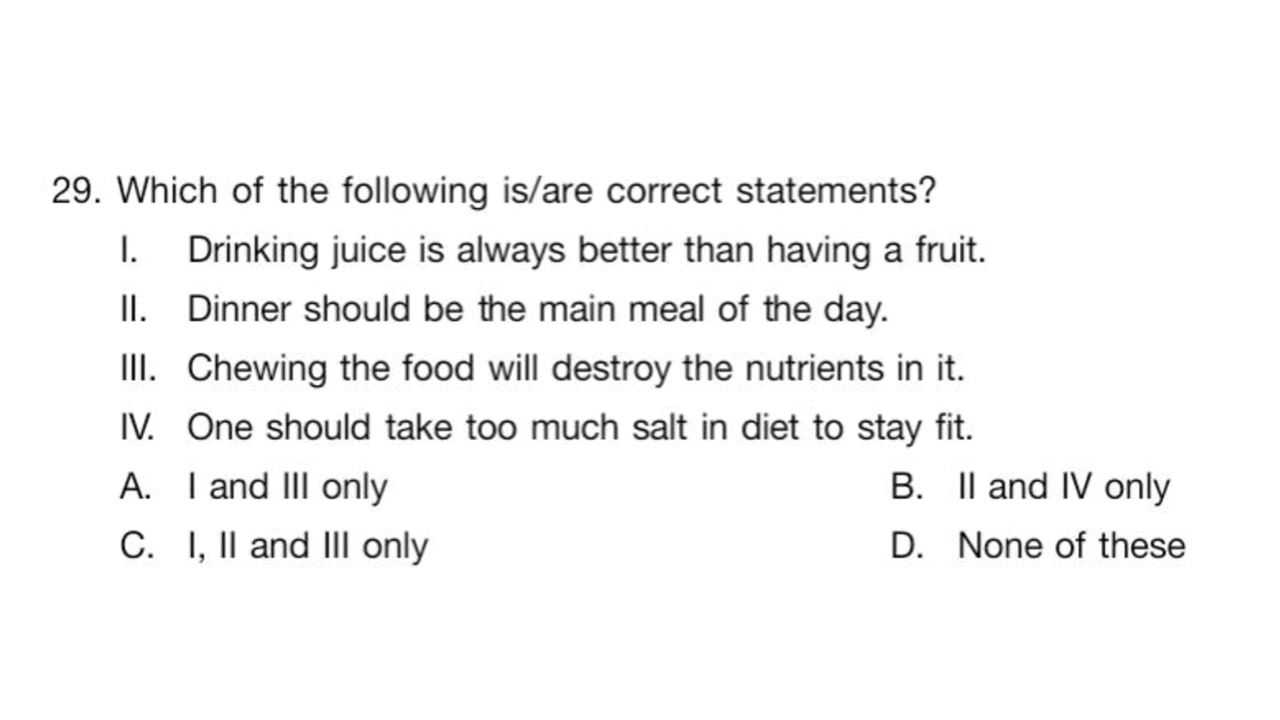 29. Which of the following is/are correct statements?
I. Drinking juice is always better than having a fruit.
II. Dinner should be the main meal of the day.
III. Chewing the food will destroy the nutrients in it.
IV. One should take too much salt in diet to stay fit.
A. I and III only B. II and IV only
C. I, II and III only D. None of these